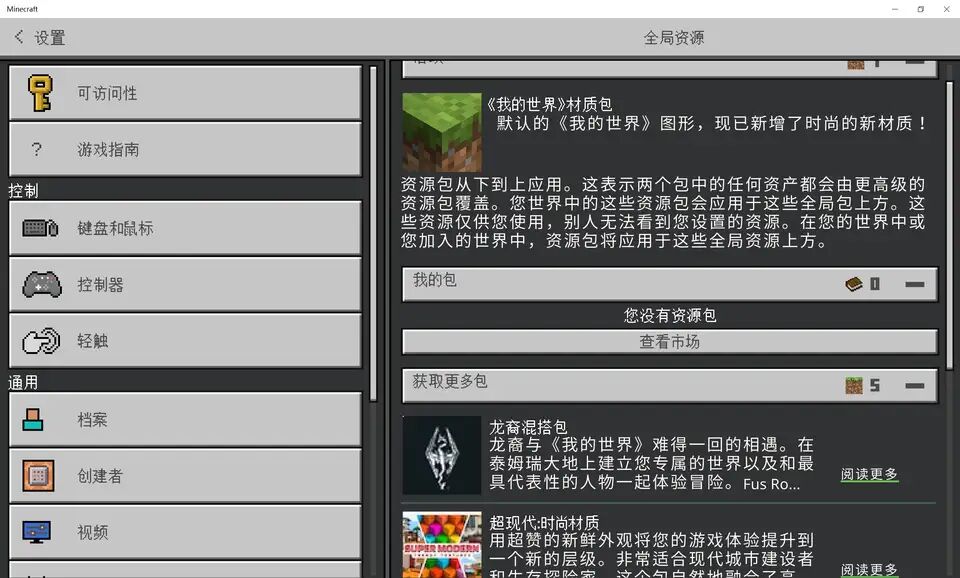 Minecraft
设置
全局资源
可访问性
? 游戏指南
控制
键盘和鼠标
控制器
轻触
通用
档案
创建者
视频
1
《我的世界》材质包
默认的《我的世界》图形，现已新增了时尚的新材质！
资源包从下到上应用。这表示两个包中的任何资产都会由更高级的
资源包覆盖。您世界中的这些资源包会应用于这些全局包上方。这
些资源仅供您使用，别人无法看到您设置的资源。在您的世界中或
您加入的世界中，资源包将应用于这些全局资源上方。
我的包
0
您没有资源包
查看市场
获取更多包
5
龙裔混搭包
龙裔与《我的世界》难得一回的相遇。在
泰姆瑞大地上建立您专属的世界以及和最
具代表性的人物一起体验冒险。Fus Ro...
阅读更多
SUPER MODERN
超现代:时尚材质
用超赞的新鲜外观将您的游戏体验提升到
一个新的层级。非常适合现代城市建设者
和生存探险家，这个包自然地融合了高
阅读更多